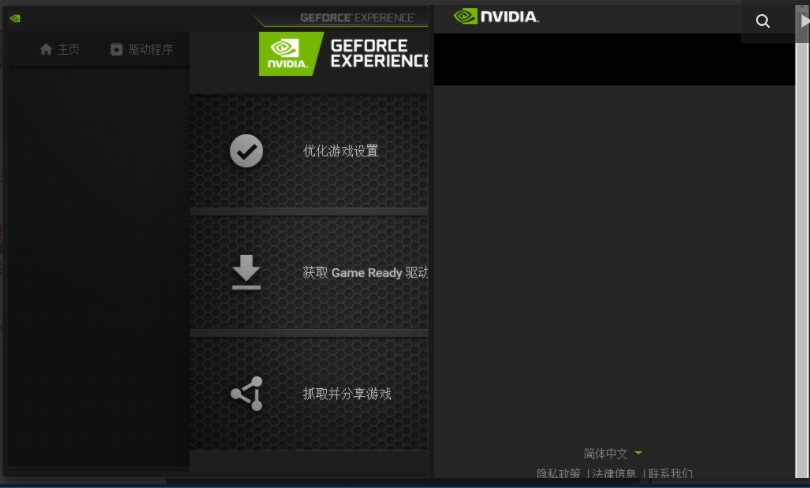 GEFORCE EXPERIENCE
NVIDIA.
主页
驱动程序
NVIDIA.
GEFORCE
EXPERIENCE
优化游戏设置
获取 Game Ready 驱动
抓取并分享游戏
简体中文
隐私政策 | 法律信息 | 联系我们